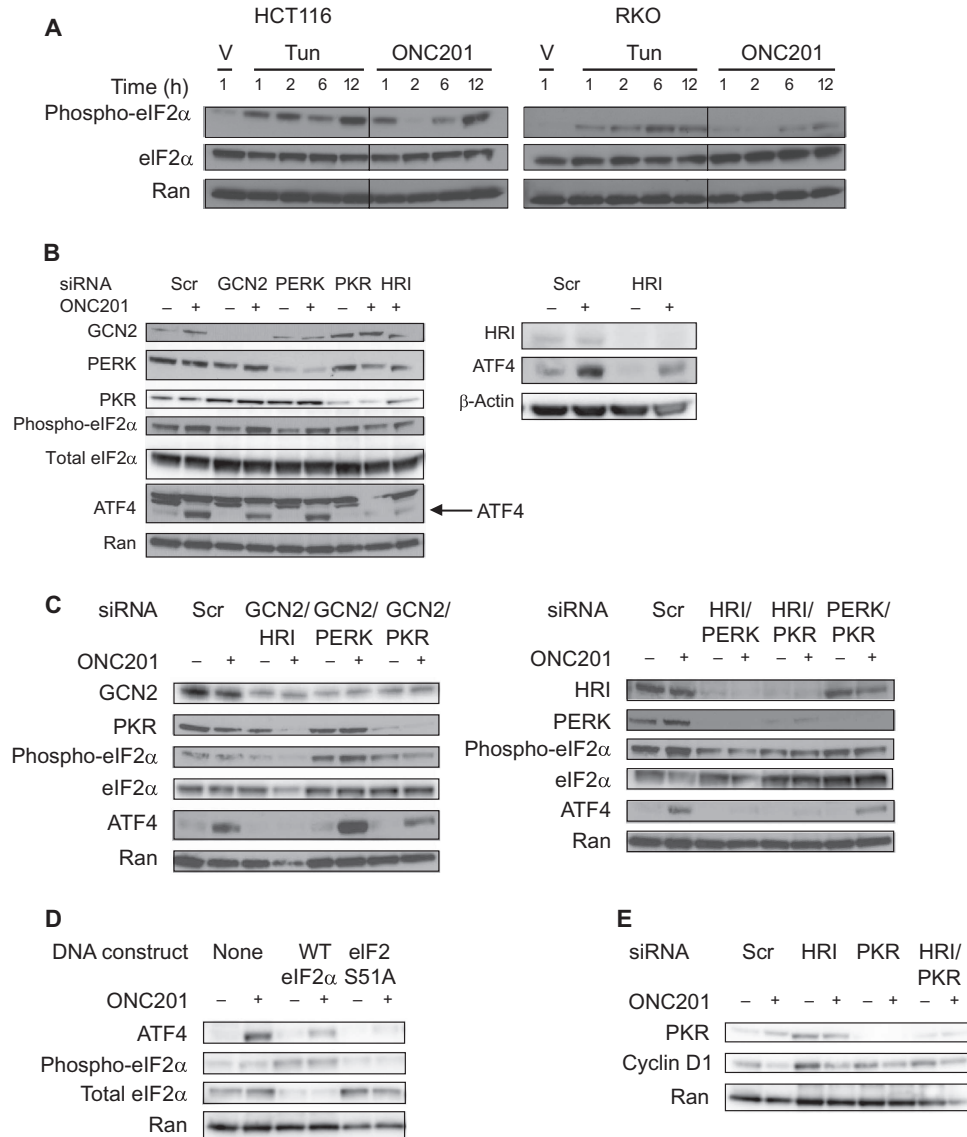 A
HCT116 RKO
V Tun ONC201 V Tun ONC201
Time (h) 1 1 2 6 12 1 2 6 12 1 1 2 6 12 1 2 6 12
Phospho-eIF2α
eIF2α
Ran
B
siRNA Scr GCN2 PERK PKR HRI
ONC201 – + – + – + – + +
GCN2
PERK
PKR
Phospho-eIF2α
Total eIF2α
ATF4
ATF4
Ran
Scr HRI
– + – +
HRI
ATF4
β-Actin
C
siRNA Scr GCN2/ GCN2/ GCN2/
HRI PERK PKR
ONC201 – + – + – + – +
GCN2
PKR
Phospho-eIF2α
eIF2α
ATF4
Ran
siRNA Scr HRI/ HRI/ PERK/
PERK PKR PKR
ONC201 – + – + – + – +
HRI
PERK
Phospho-eIF2α
eIF2α
ATF4
Ran
D
DNA construct None WT eIF2
eIF2α S51A
ONC201 – + – + – +
ATF4
Phospho-eIF2α
Total eIF2α
Ran
E
siRNA Scr HRI PKR HRI/
PKR
ONC201 – + – + – + – +
PKR
Cyclin D1
Ran